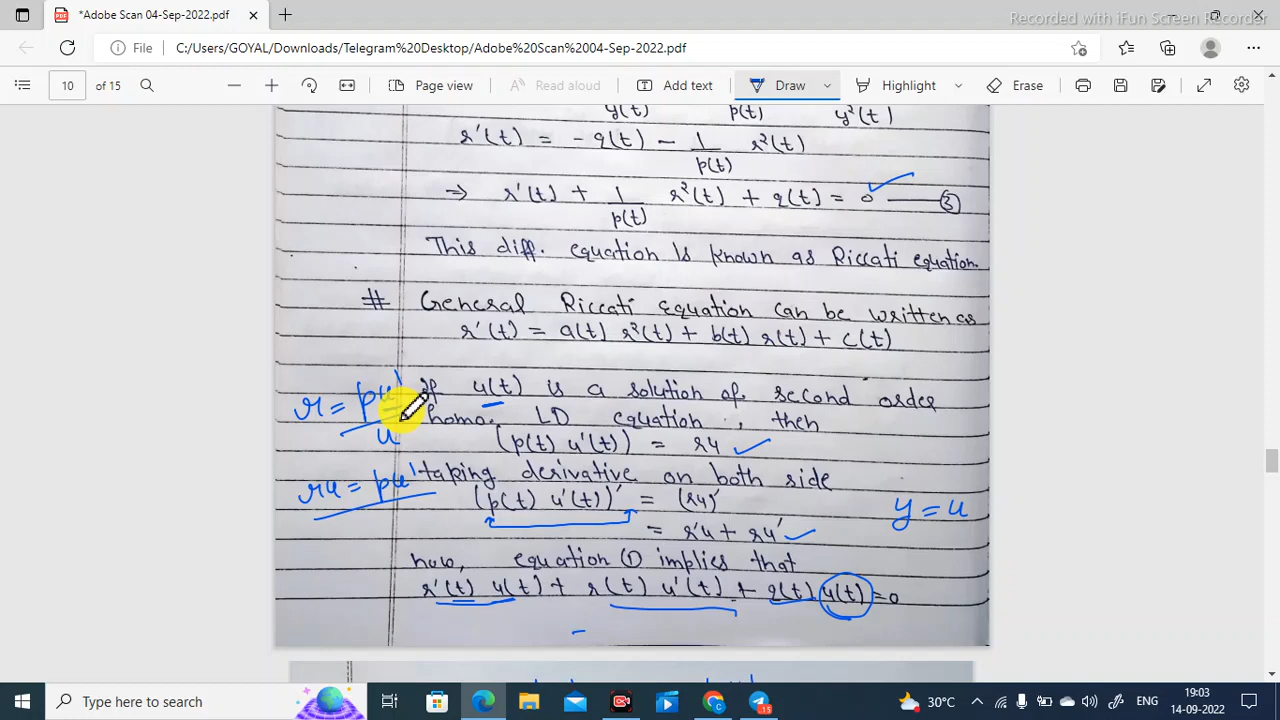 *Adobe Scan 04-Sep-2022.pdf
Recorded with iFun Screen Recorder
File C:/Users/GOYAL/Downloads/Telegram%20Desktop/Adobe%20Scan%2004-Sep-2022.pdf
10 of 15 Page view Read aloud Add text Draw Highlight Erase
y(t) p(t) y²(t)
r'(t) = - q(t) - 1/p(t) r²(t)
⇒ r'(t) + 1/p(t) r²(t) + q(t) = 0 — ③
This diff. equation Is known as Riccati equation.
# General Riccati Equation can be written as
r'(t) = a(t) r²(t) + b(t) r(t) + c(t)
If u(t) is a solution of second order
homo. LD equation, then
r = pu'/u
(p(t) u'(t)) = ru
taking derivative on both side
ru = pu'
(p(t) u'(t))' = (ru)'
y = u
= r'u + ru'
now, equation ① implies that
r'(t) u(t) + r(t) u'(t) + q(t) u(t) = 0
Type here to search
30°C
ENG
19:03
14-09-2022